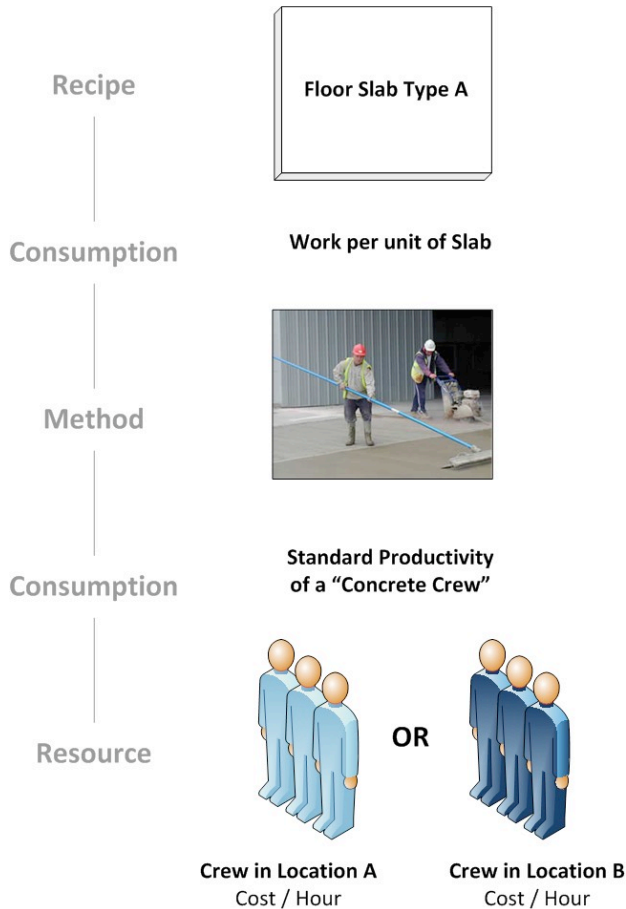 Recipe
Floor Slab Type A
Consumption
Work per unit of Slab
Method
Standard Productivity
of a “Concrete Crew”
Consumption
Resource
OR
Crew in Location A
Cost / Hour
Crew in Location B
Cost / Hour